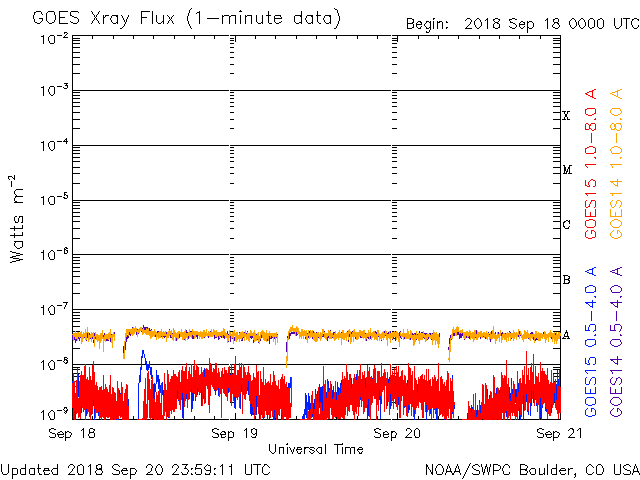 GOES Xray Flux (1-minute data)
Begin: 2018 Sep 18 0000 UTC
10⁻²
10⁻³
10⁻⁴
10⁻⁵
10⁻⁶
10⁻⁷
10⁻⁸
10⁻⁹
Watts m⁻²
X
M
C
B
A
GOES15 1.0-8.0 A
GOES14 1.0-8.0 A
GOES15 0.5-4.0 A
GOES14 0.5-4.0 A
Sep 18 Sep 19 Sep 20 Sep 21
Universal Time
Updated 2018 Sep 20 23:59:11 UTC
NOAA/SWPC Boulder, CO USA